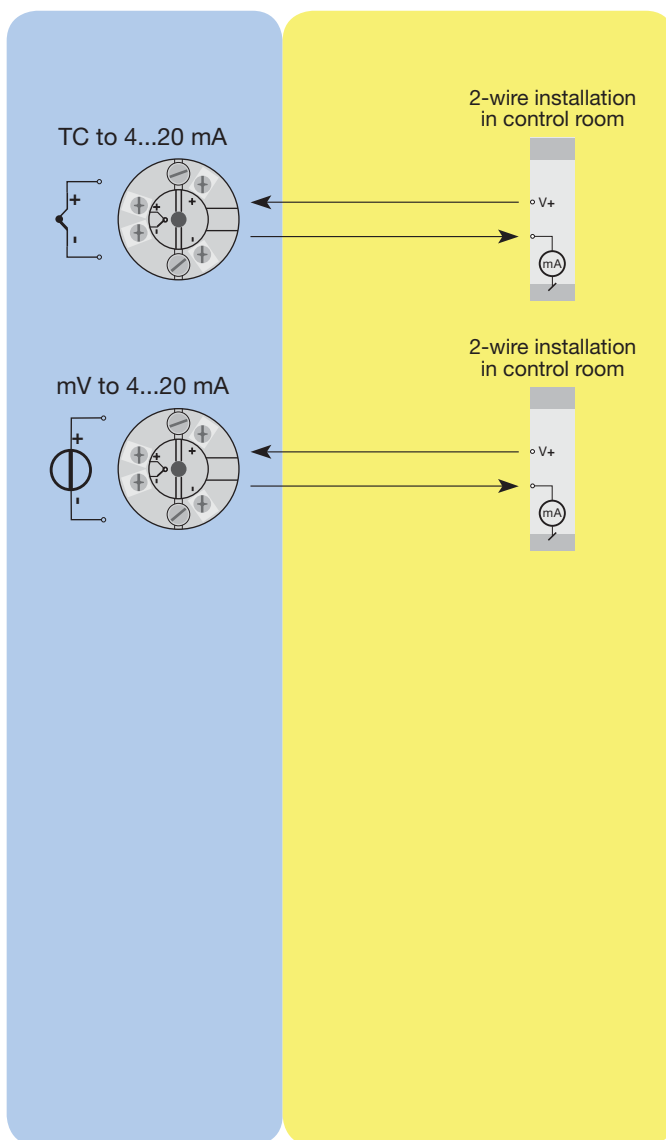 2-wire installation
in control room
TC to 4...20 mA
+
-
+
-
+
-
V+
mA
2-wire installation
in control room
mV to 4...20 mA
+
-
+
-
+
-
V+
mA